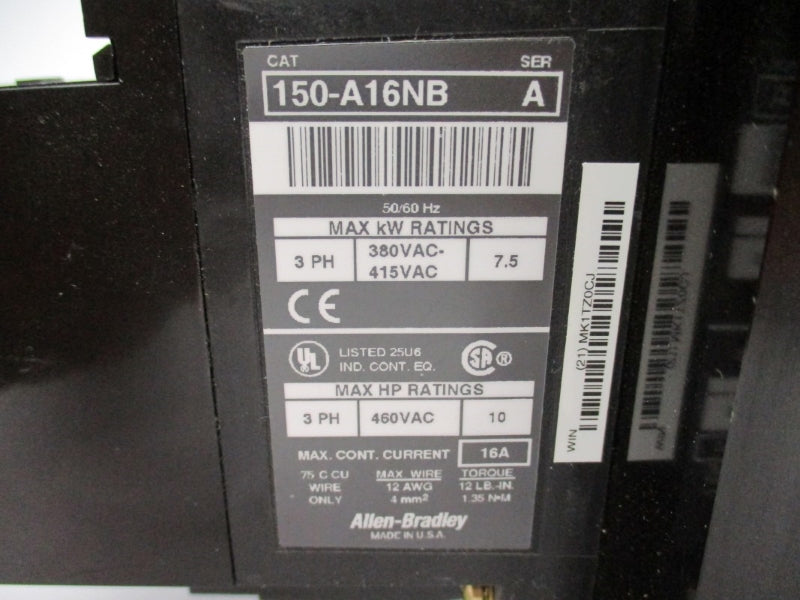 CAT SER
150-A16NB A
50/60 Hz
MAX kW RATINGS
3 PH 380VAC-415VAC 7.5
CE
UL LISTED 25U6
IND. CONT. EQ.
SA ®
MAX HP RATINGS
3 PH 460VAC 10
MAX. CONT. CURRENT 16A
75 C CU WIRE ONLY
MAX WIRE
12 AWG
4 mm²
TORQUE
12 LB.-IN.
1.35 N•M
Allen-Bradley
MADE IN U.S.A.
WIN (21) MK1TZ0CJ